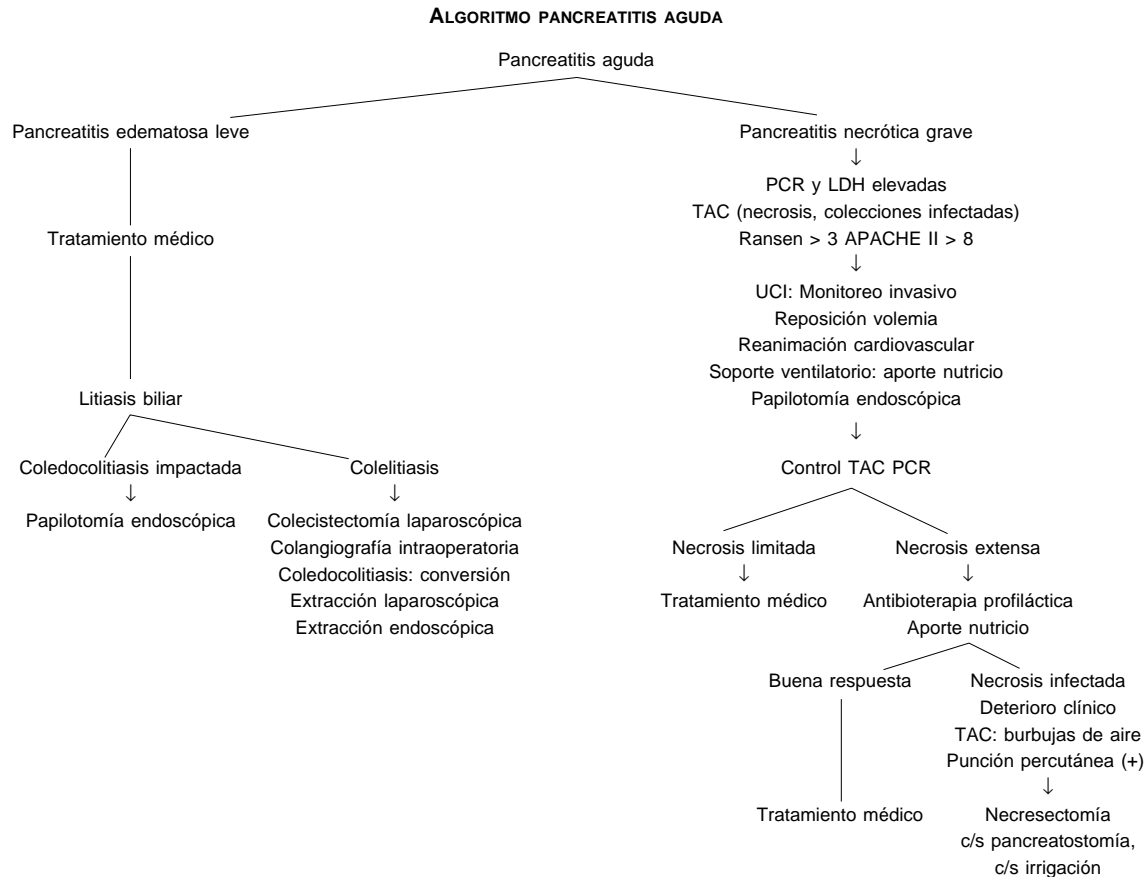 ALGORITMO PANCREATITIS AGUDA
Pancreatitis aguda
Pancreatitis edematosa leve
Tratamiento médico
Litiasis biliar
Coledocolitiasis impactada
↓
Papilotomía endoscópica
Colelitiasis
↓
Colecistectomía laparoscópica
Colangiografía intraoperatoria
Coledocolitiasis: conversión
Extracción laparoscópica
Extracción endoscópica
Pancreatitis necrótica grave
↓
PCR y LDH elevadas
TAC (necrosis, colecciones infectadas)
Ransen > 3 APACHE II > 8
↓
UCI: Monitoreo invasivo
Reposición volemia
Reanimación cardiovascular
Soporte ventilatorio: aporte nutricio
Papilotomía endoscópica
↓
Control TAC PCR
Necrosis limitada
↓
Tratamiento médico
Necrosis extensa
↓
Antibioterapia profiláctica
Aporte nutricio
Buena respuesta
Tratamiento médico
Necrosis infectada
Deterioro clínico
TAC: burbujas de aire
Punción percutánea (+)
↓
Necresectomía
c/s pancreatostomía,
c/s irrigación